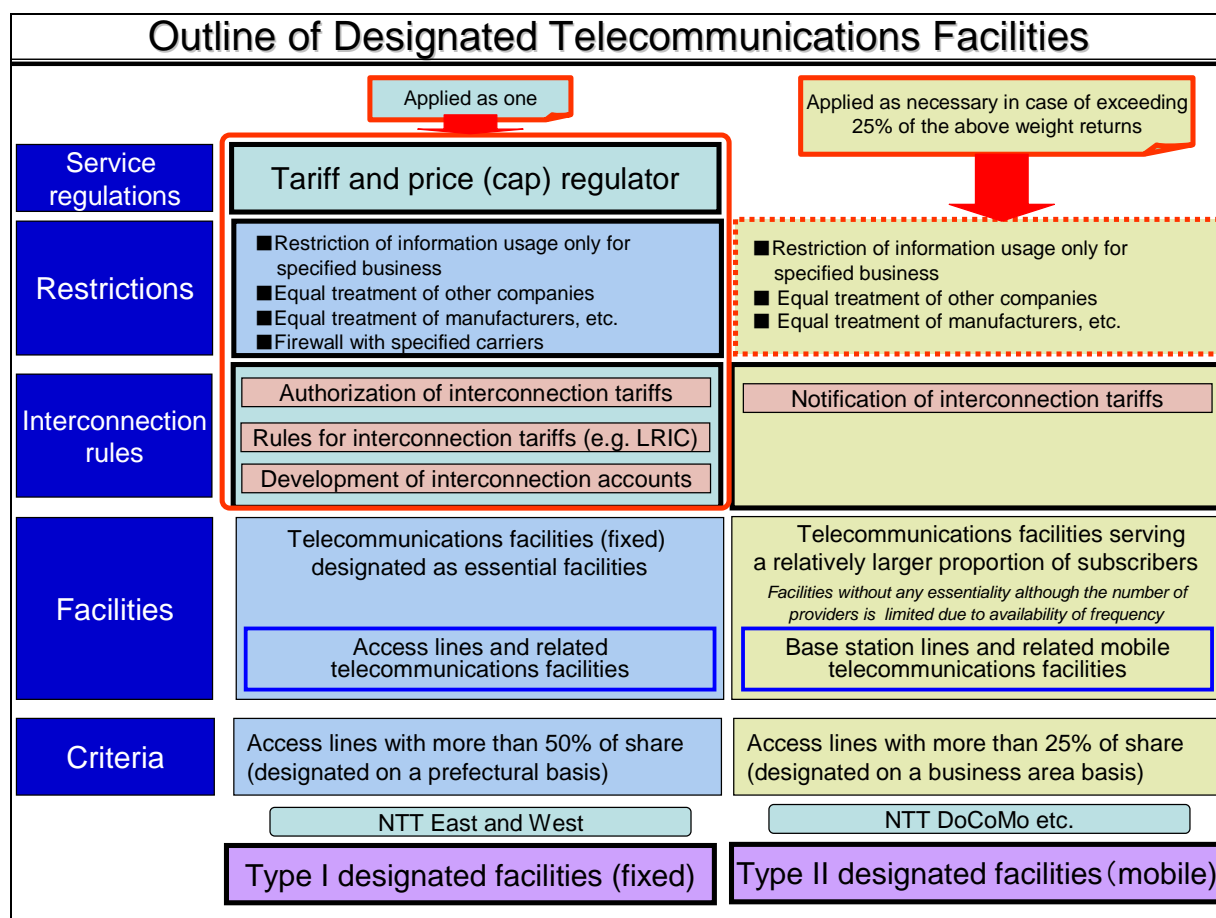 Outline of Designated Telecommunications Facilities
Applied as one
Applied as necessary in case of exceeding
25% of the above weight returns
Service
regulations
Tariff and price (cap) regulator
Restrictions
■Restriction of information usage only for
specified business
■Equal treatment of other companies
■Equal treatment of manufacturers, etc.
■Firewall with specified carriers
■Restriction of information usage only for
specified business
■ Equal treatment of other companies
■ Equal treatment of manufacturers, etc.
Interconnection
rules
Authorization of interconnection tariffs
Rules for interconnection tariffs (e.g. LRIC)
Development of interconnection accounts
Notification of interconnection tariffs
Facilities
Telecommunications facilities (fixed)
designated as essential facilities
Access lines and related
telecommunications facilities
Telecommunications facilities serving
a relatively larger proportion of subscribers
Facilities without any essentiality although the number of
providers is limited due to availability of frequency
Base station lines and related mobile
telecommunications facilities
Criteria
Access lines with more than 50% of share
(designated on a prefectural basis)
Access lines with more than 25% of share
(designated on a business area basis)
NTT East and West
NTT DoCoMo etc.
Type I designated facilities (fixed)
Type II designated facilities（mobile）